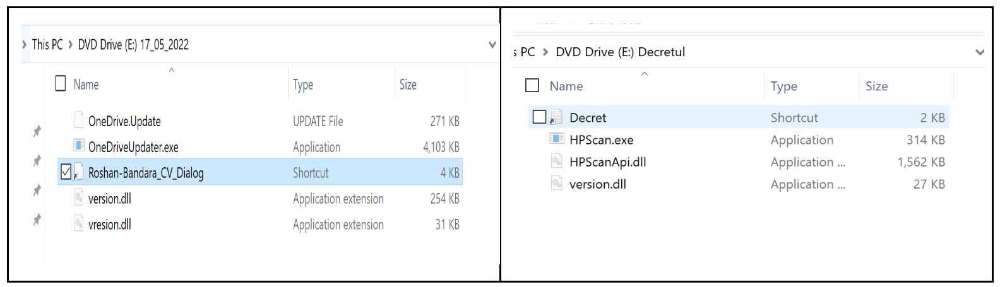 This PC > DVD Drive (E:) 17_05_2022
Name Type Size
OneDrive.Update UPDATE File 271 KB
OneDriveUpdater.exe Application 4,103 KB
Roshan-Bandara_CV_Dialog Shortcut 4 KB
version.dll Application extension 254 KB
vresion.dll Application extension 31 KB
s PC > DVD Drive (E:) Decretul
Name Type Size
Decret Shortcut 2 KB
HPScan.exe Application 314 KB
HPScanApi.dll Application ... 1,562 KB
version.dll Application ... 27 KB